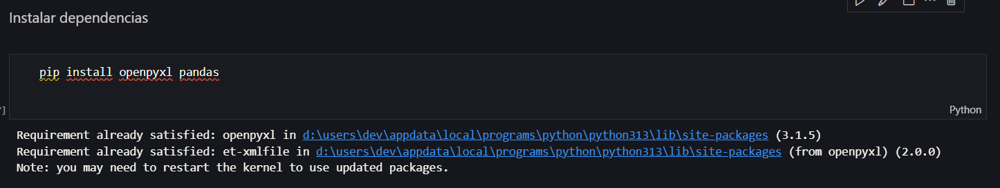 Instalar dependencias
pip install openpyxl pandas
]
Python
Requirement already satisfied: openpyxl in d:\users\dev\appdata\local\programs\python\python313\lib\site-packages (3.1.5)
Requirement already satisfied: et-xmlfile in d:\users\dev\appdata\local\programs\python\python313\lib\site-packages (from openpyxl) (2.0.0)
Note: you may need to restart the kernel to use updated packages.